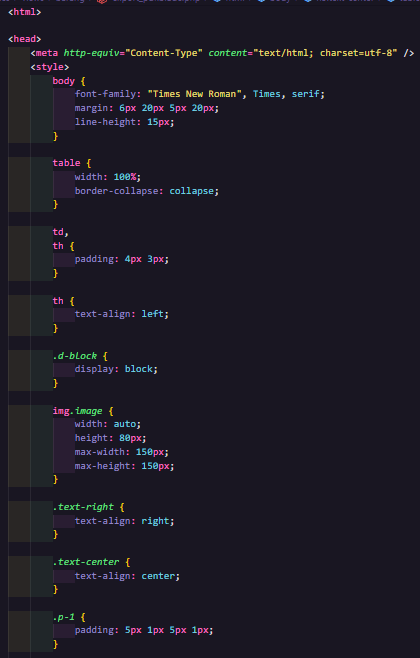 <html>
<head>
<meta http-equiv="Content-Type" content="text/html; charset=utf-8" />
<style>
body {
font-family: "Times New Roman", Times, serif;
margin: 6px 20px 5px 20px;
line-height: 15px;
}
table {
width: 100%;
border-collapse: collapse;
}
td,
th {
padding: 4px 3px;
}
th {
text-align: left;
}
.d-block {
display: block;
}
img.image {
width: auto;
height: 80px;
max-width: 150px;
max-height: 150px;
}
.text-right {
text-align: right;
}
.text-center {
text-align: center;
}
.p-1 {
padding: 5px 1px 5px 1px;
}